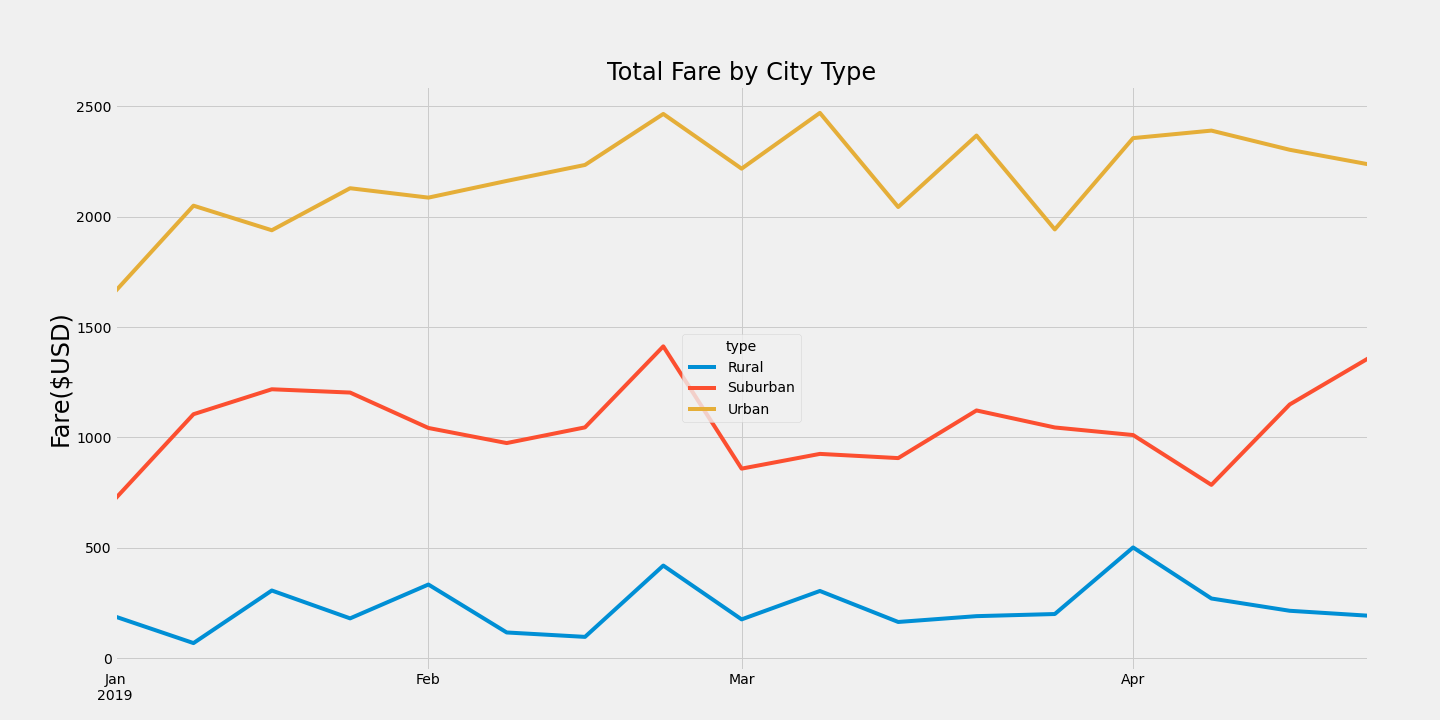 Total Fare by City Type
Fare($USD)
2500
2000
1500
1000
500
0
type
Rural
Suburban
Urban
Jan Feb Mar Apr
2019